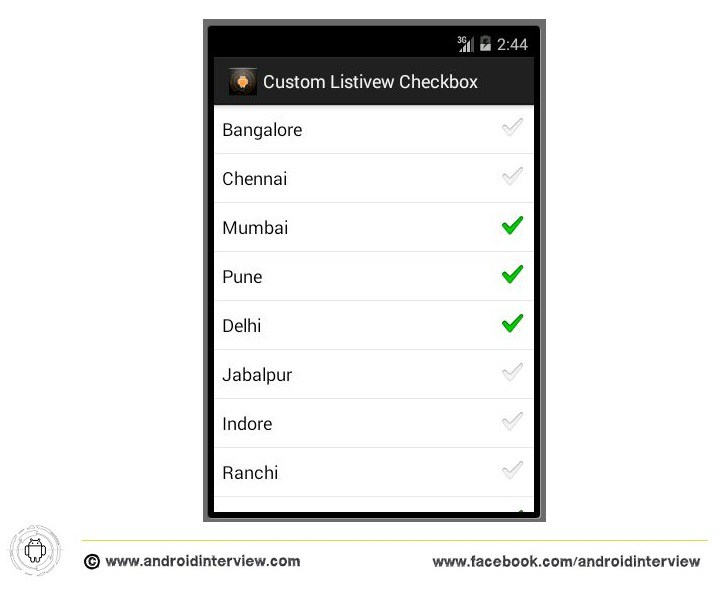 3G 2:44
Custom Listivew Checkbox
Bangalore
Chennai
Mumbai
Pune
Delhi
Jabalpur
Indore
Ranchi
© www.androidinterview.com
www.facebook.com/androidinterview